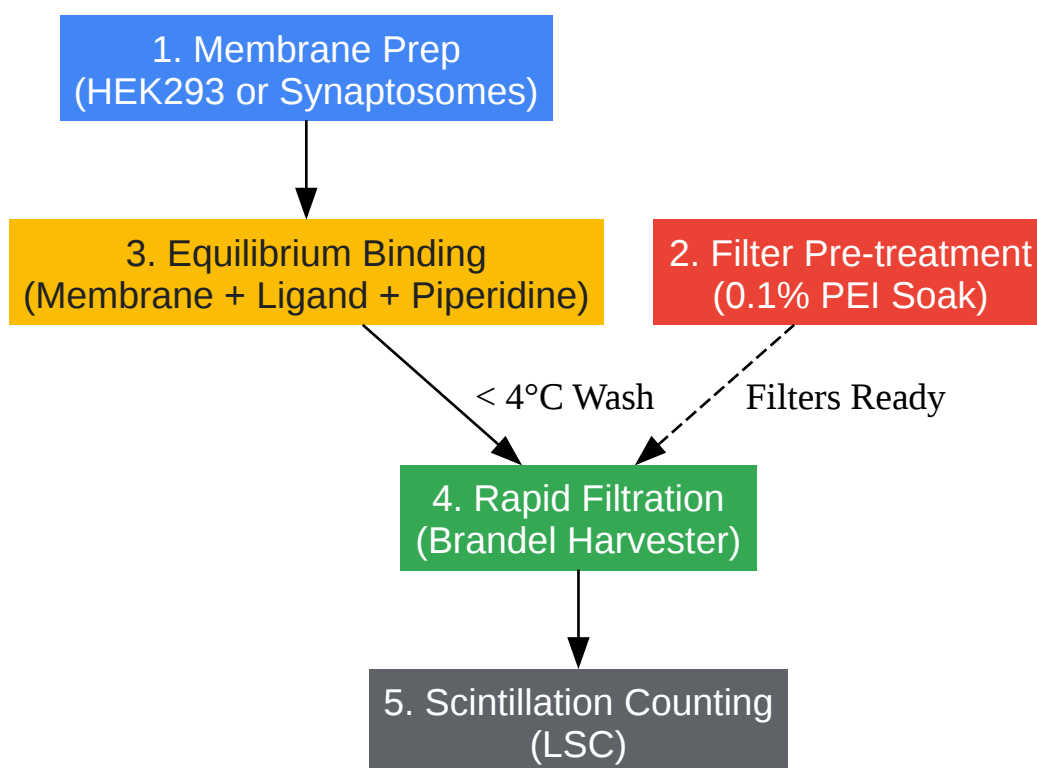 1. Membrane Prep
(HEK293 or Synaptosomes)
3. Equilibrium Binding
(Membrane + Ligand + Piperidine)
2. Filter Pre-treatment
(0.1% PEI Soak)
< 4°C Wash
Filters Ready
4. Rapid Filtration
(Brandel Harvester)
5. Scintillation Counting
(LSC)